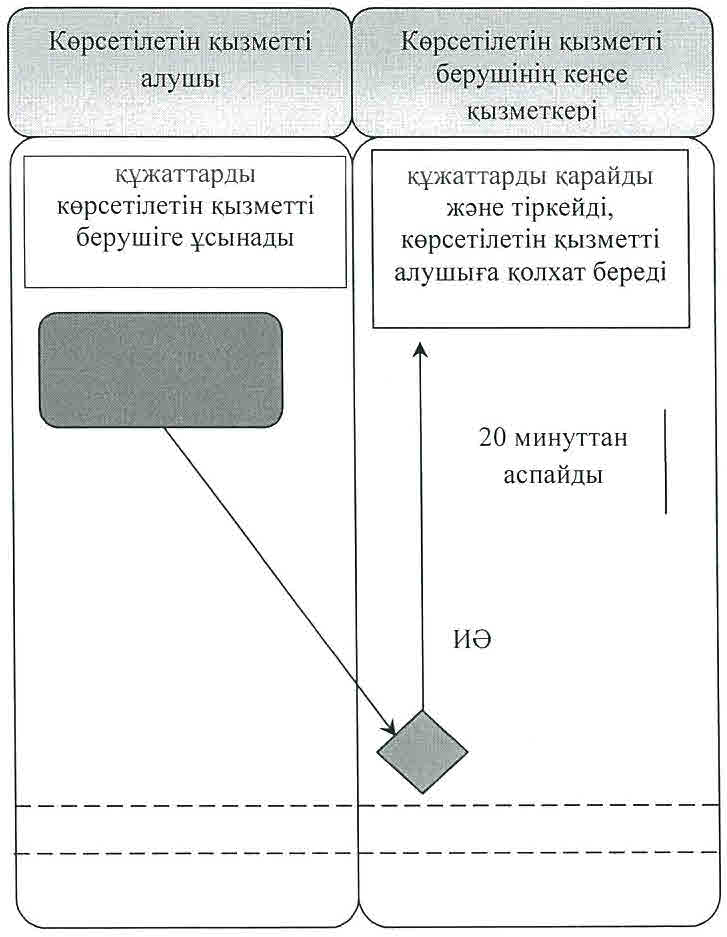 Көрсетілетін қызметті
алушы
Көрсетілетін қызметті
берушінің кеңсе
қызметкері
құжаттарды
көрсетілетін қызметті
берушіге ұсынады
құжаттарды қарайды
және тіркейді,
көрсетілетін қызметті
алушыға қолхат береді
20 минуттан
аспайды
ИӘ